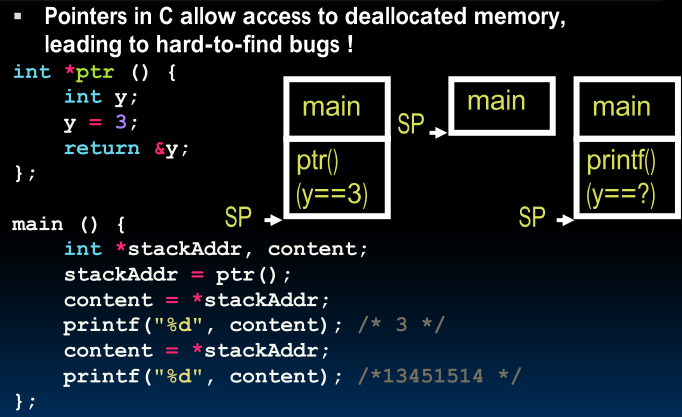 ▪ Pointers in C allow access to deallocated memory,
leading to hard-to-find bugs !
int *ptr () {
    int y;
    y = 3;
    return &y;
};
main () {
    int *stackAddr, content;
    stackAddr = ptr();
    content = *stackAddr;
    printf("%d", content); /* 3 */
    content = *stackAddr;
    printf("%d", content); /*13451514 */
};
main
ptr()
(y==3)
SP
main
SP
main
printf()
(y==?)
SP